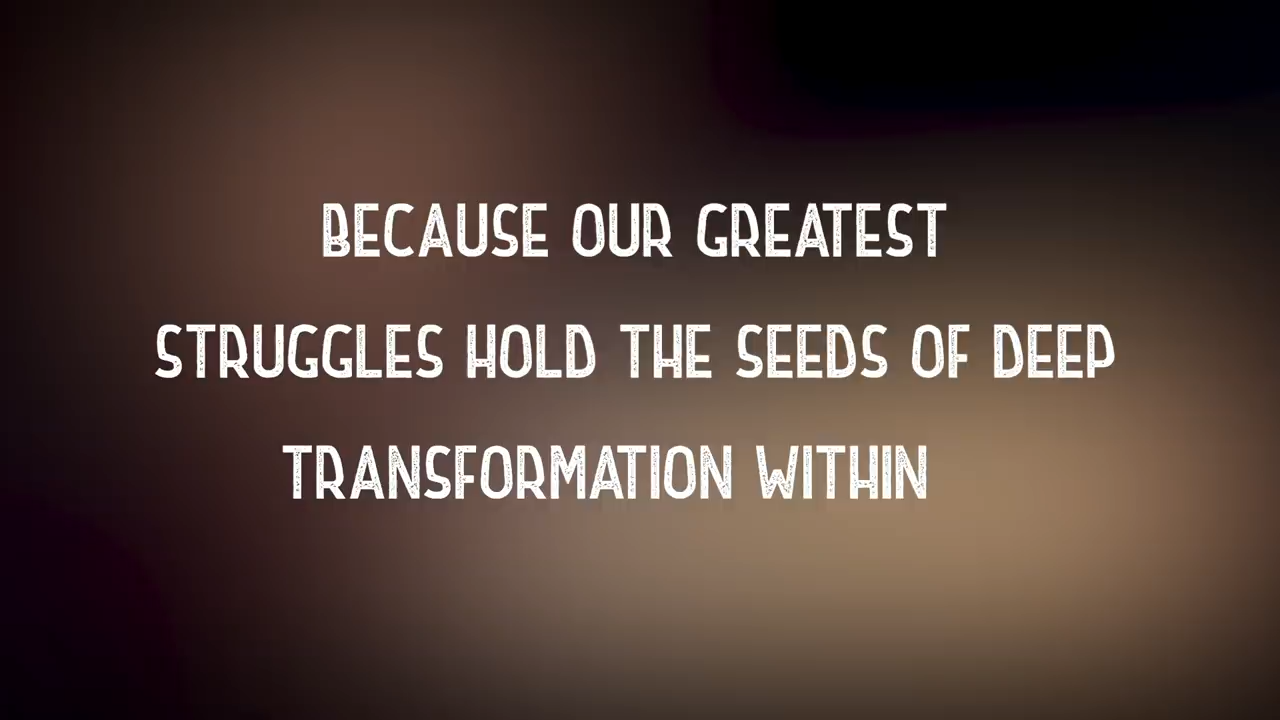 BECAUSE OUR GREATEST
STRUGGLES HOLD THE SEEDS OF DEEP
TRANSFORMATION WITHIN